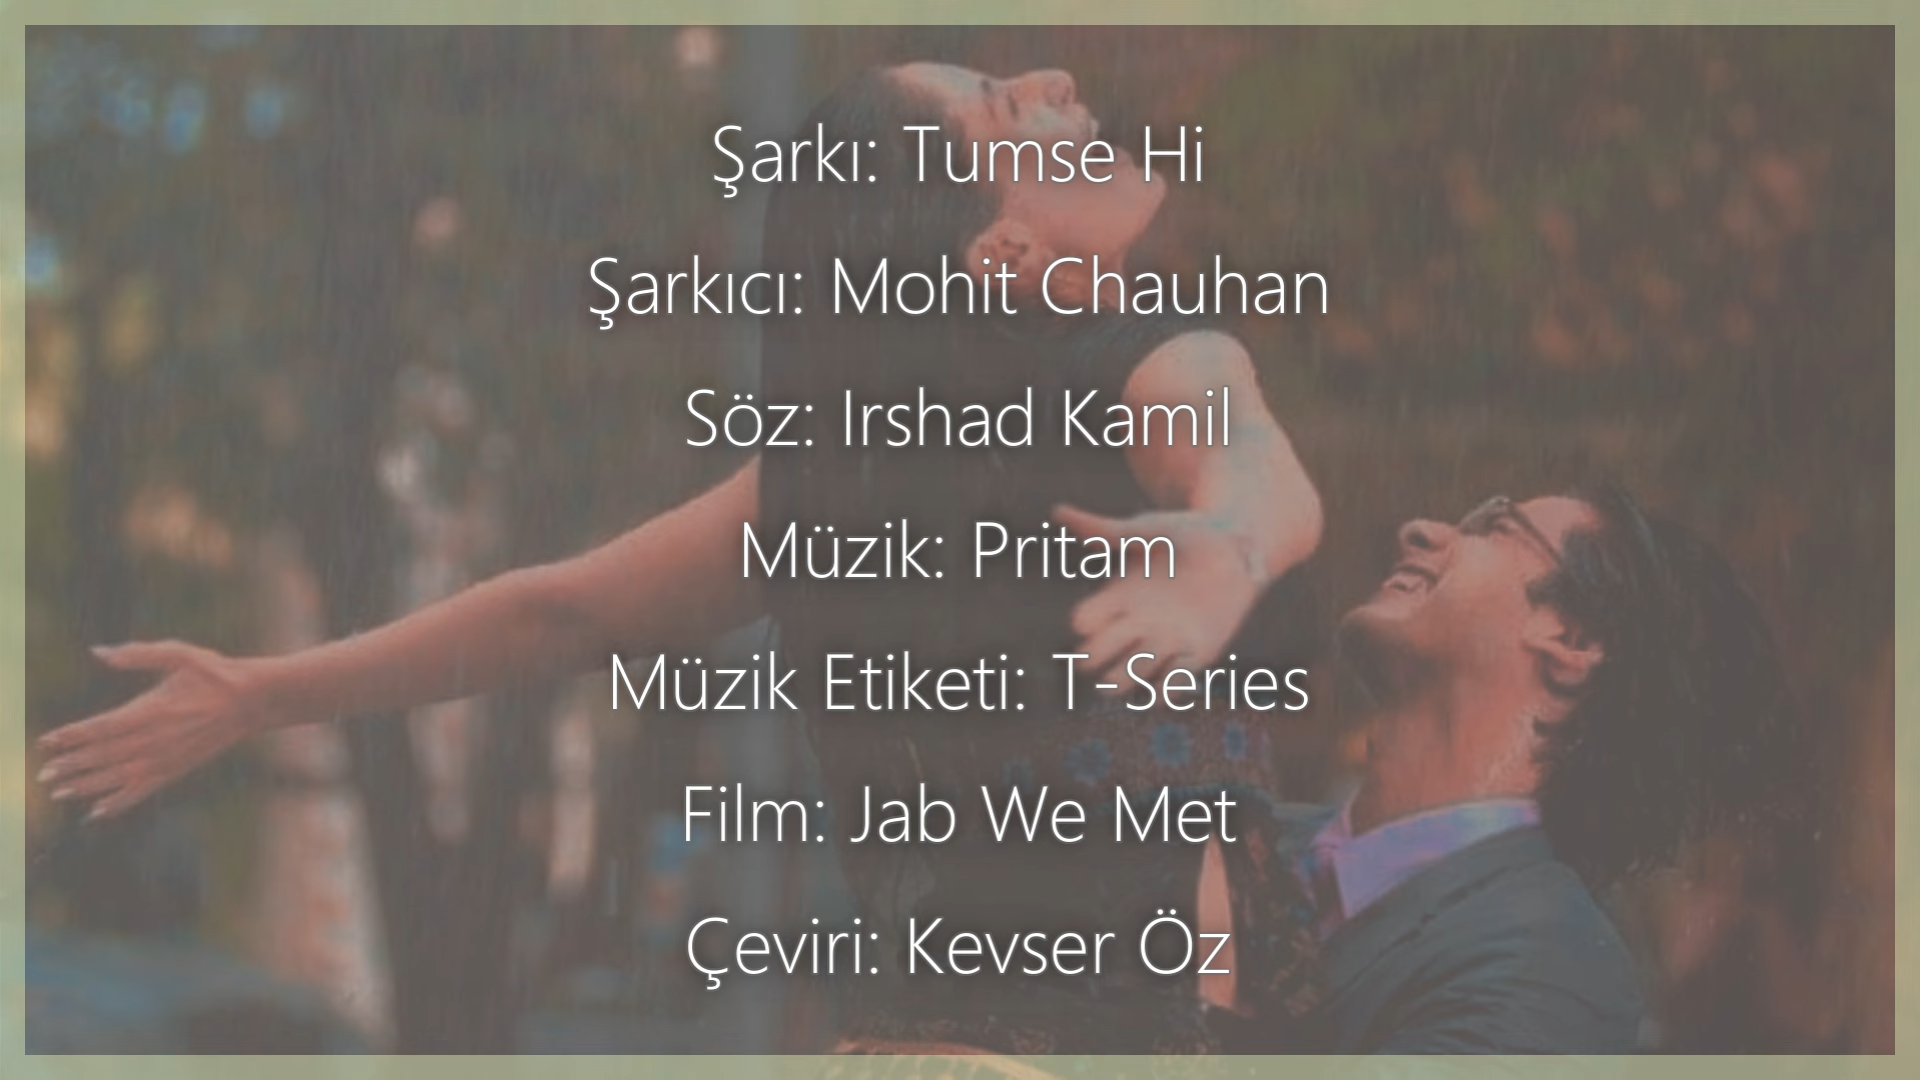 Şarkı: Tumse Hi
Şarkıcı: Mohit Chauhan
Söz: Irshad Kamil
Müzik: Pritam
Müzik Etiketi: T-Series
Film: Jab We Met
Çeviri: Kevser Öz